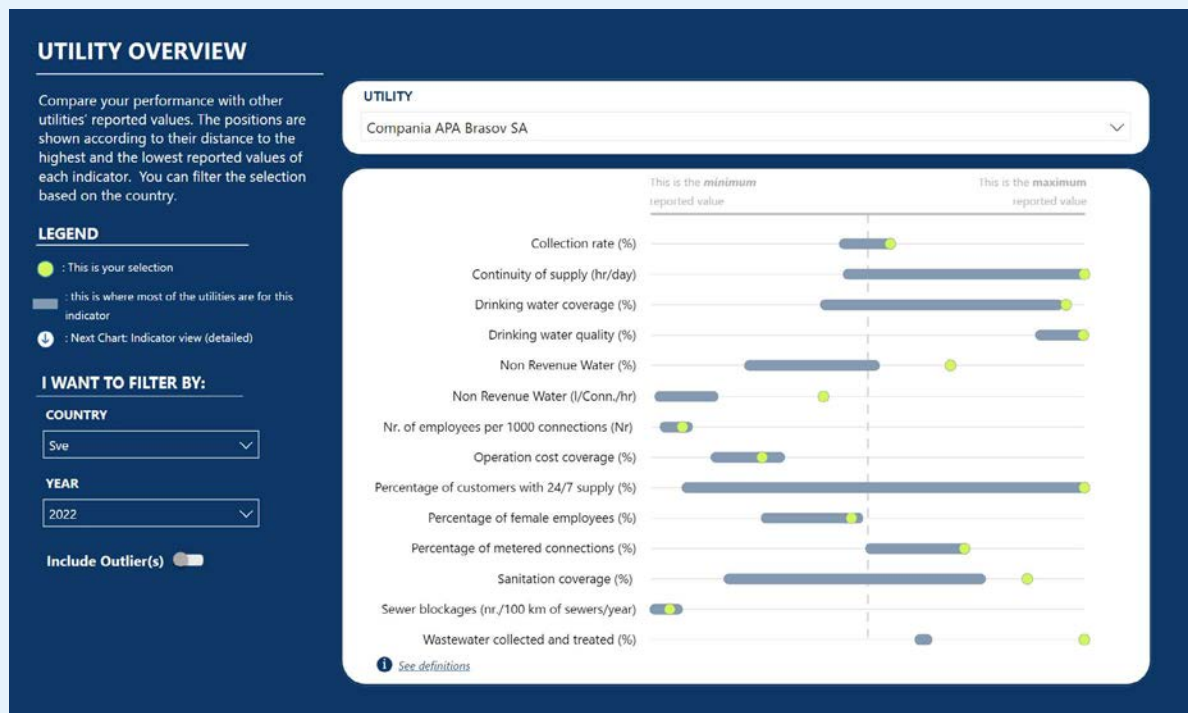 UTILITY OVERVIEW
Compare your performance with other
utilities' reported values. The positions are
shown according to their distance to the
highest and the lowest reported values of
each indicator.  You can filter the selection
based on the country.
LEGEND
: This is your selection
: this is where most of the utilities are for this
indicator
: Next Chart: Indicator view (detailed)
I WANT TO FILTER BY:
COUNTRY
Sve
YEAR
2022
Include Outlier(s)
UTILITY
Compania APA Brasov SA
This is the minimum
reported value
This is the maximum
reported value
Collection rate (%)
Continuity of supply (hr/day)
Drinking water coverage (%)
Drinking water quality (%)
Non Revenue Water (%)
Non Revenue Water (l/Conn./hr)
Nr. of employees per 1000 connections (Nr)
Operation cost coverage (%)
Percentage of customers with 24/7 supply (%)
Percentage of female employees (%)
Percentage of metered connections (%)
Sanitation coverage (%)
Sewer blockages (nr./100 km of sewers/year)
Wastewater collected and treated (%)
i See definitions